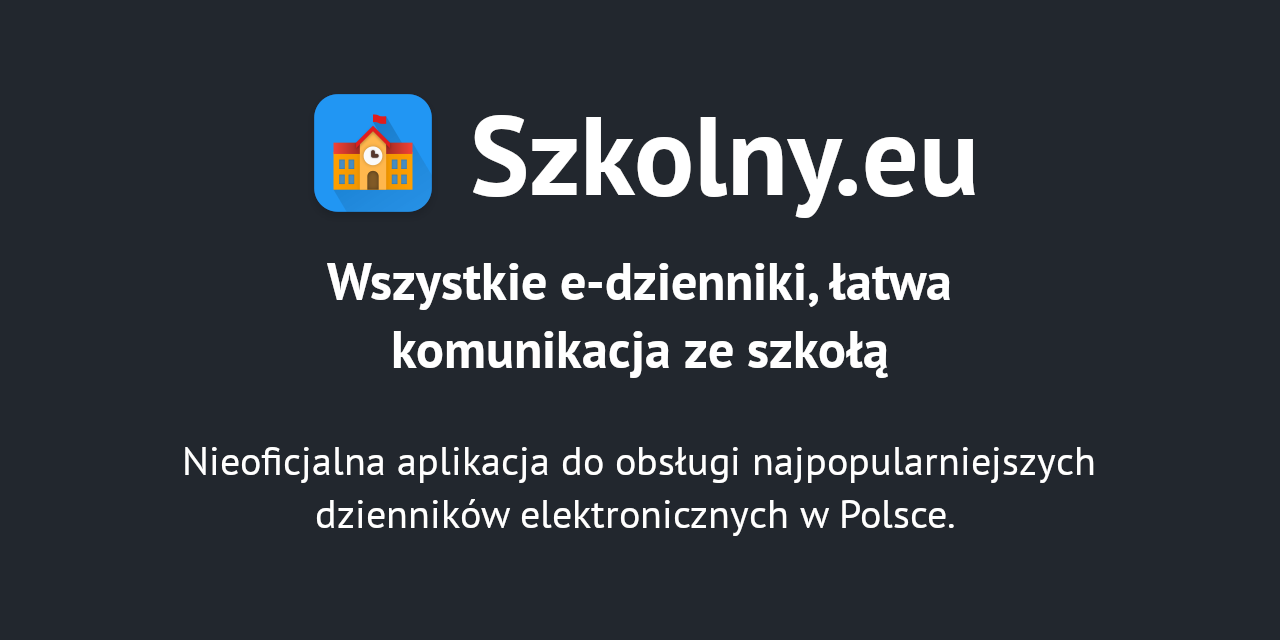 Szkolny.eu
Wszystkie e-dzienniki, łatwa
komunikacja ze szkołą
Nieoficjalna aplikacja do obsługi najpopularniejszych
dzienników elektronicznych w Polsce.